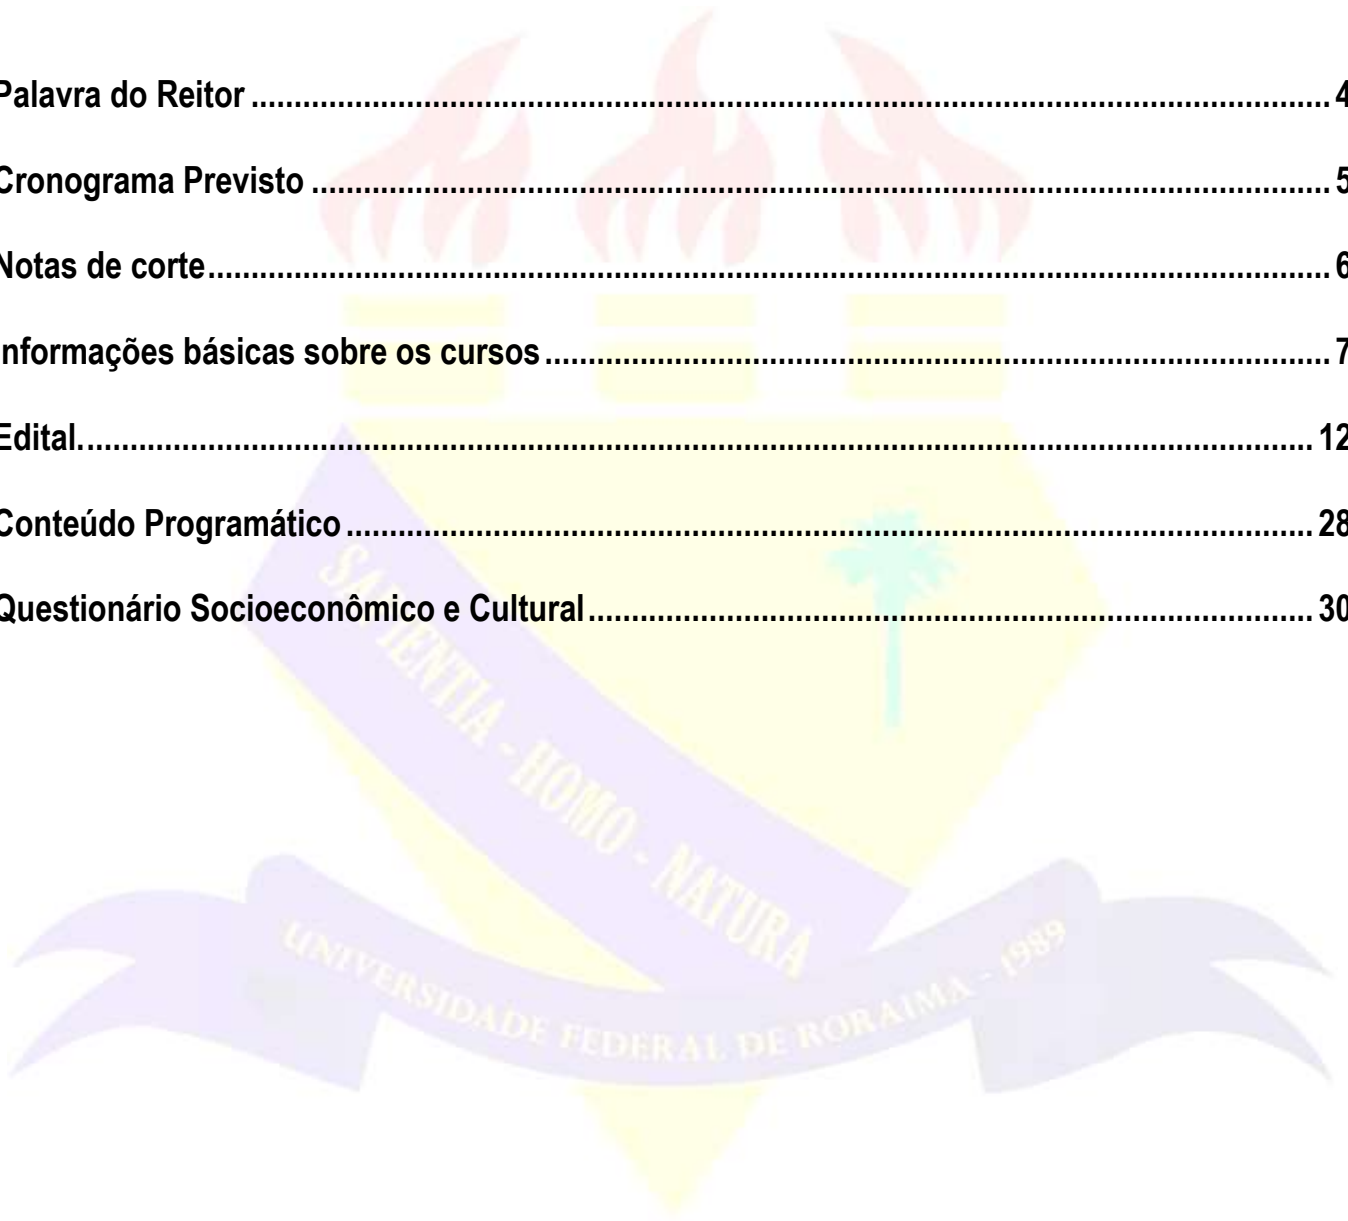 Palavra do Reitor ........................................................................................................................... 4
Cronograma Previsto .................................................................................................................... 5
Notas de corte................................................................................................................................ 6
Informações básicas sobre os cursos .......................................................................................... 7
Edital............................................................................................................................................ 12
Conteúdo Programático .............................................................................................................. 28
Questionário Socioeconômico e Cultural .................................................................................... 30
SAPIENTIA - HOMO - NATURA
UNIVERSIDADE FEDERAL DE RORAIMA - 1989